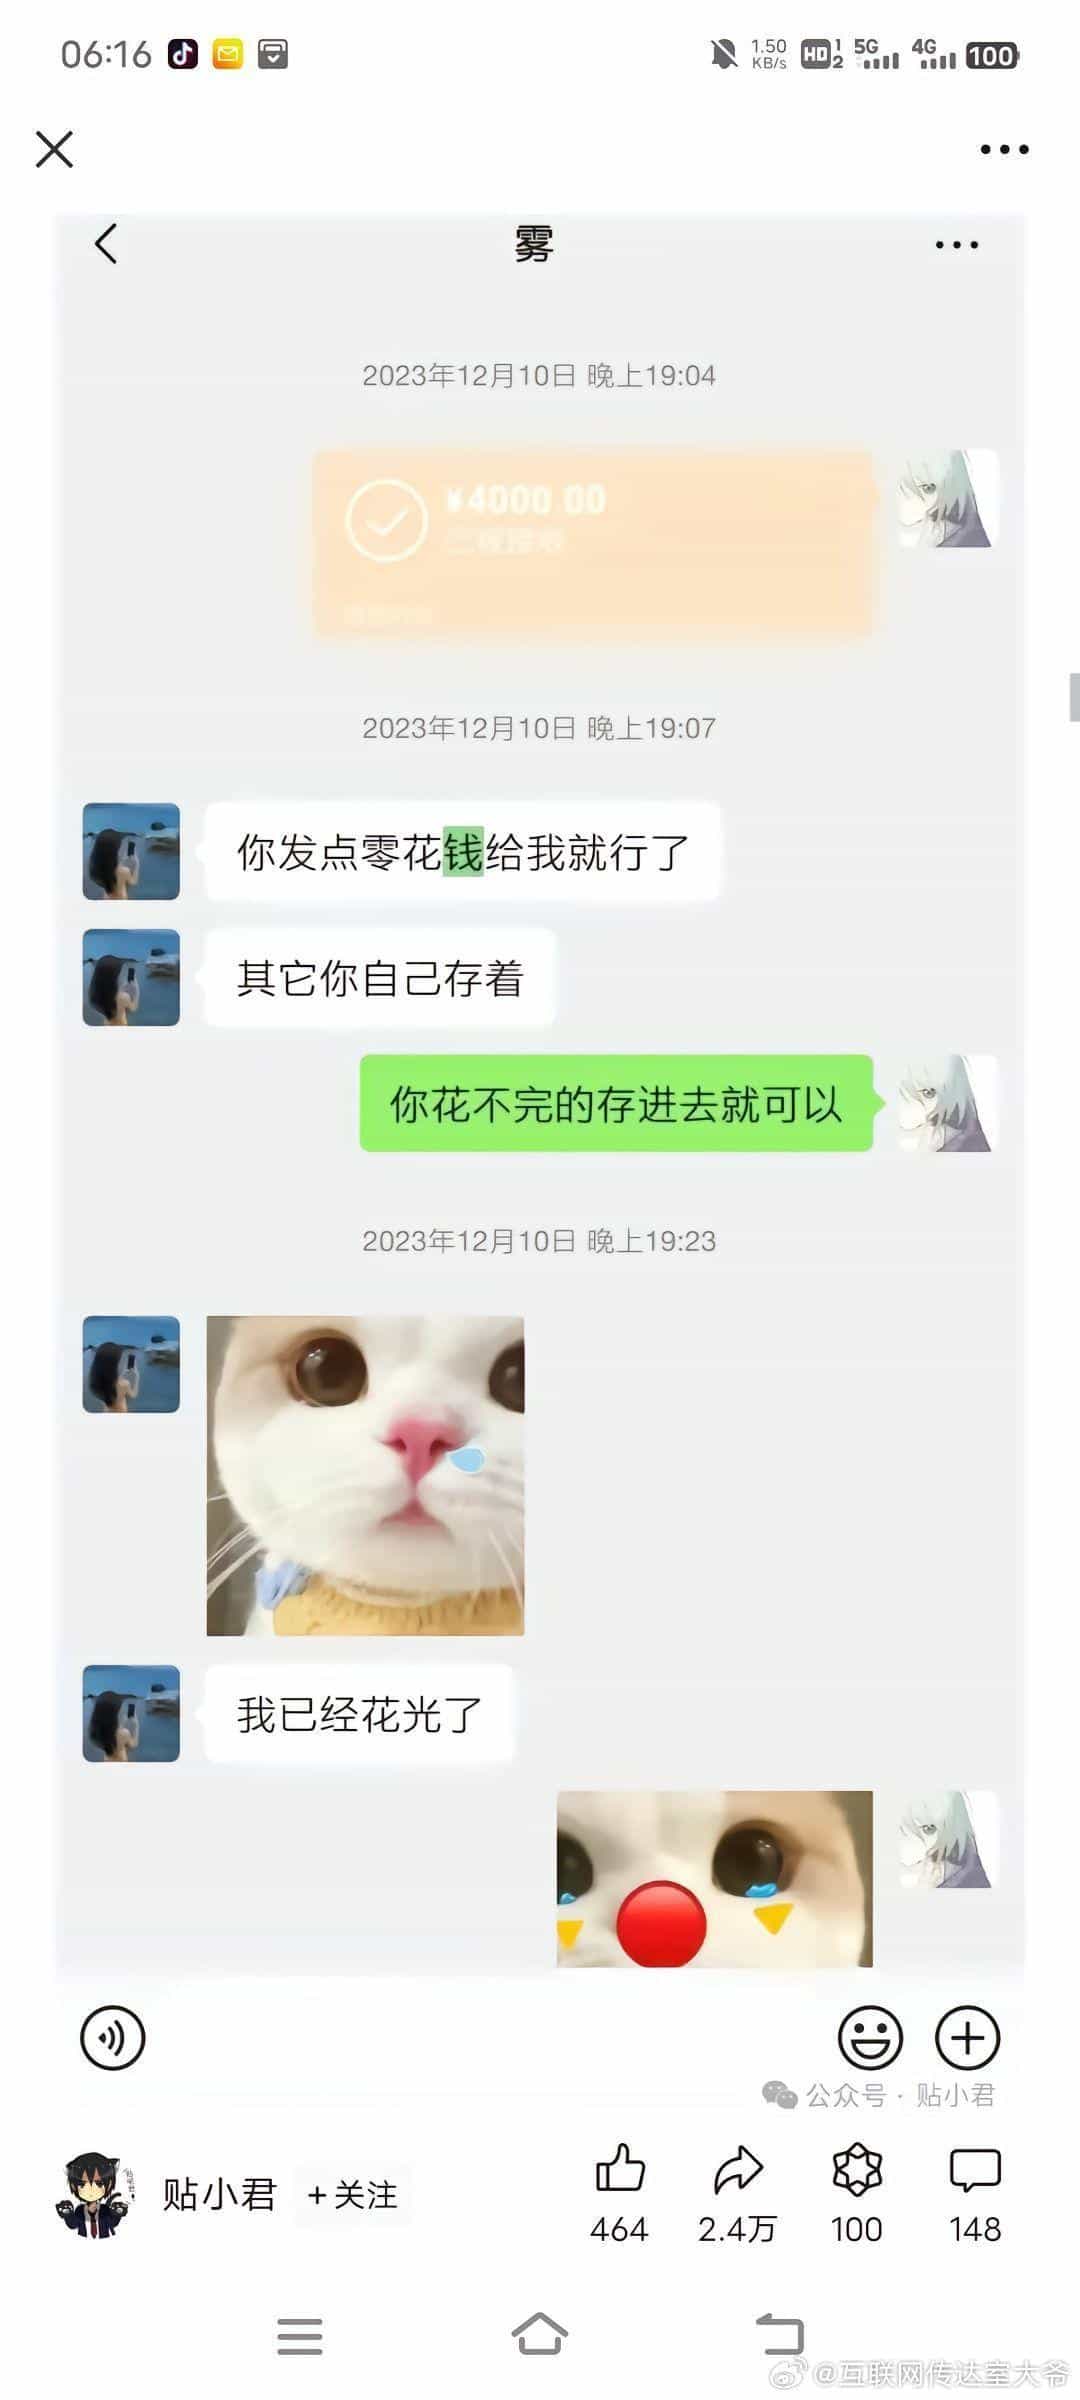 06:16
1.50
KB/s
HD
1
2
5G
4G
100
雾
2023年12月10日 晚上19:04
¥4000.00
2023年12月10日 晚上19:07
你发点零花钱给我就行了
其它你自己存着
你花不完的存进去就可以
2023年12月10日 晚上19:23
我已经花光了
公众号 · 贴小君
贴小君
+关注
464
2.4万
100
148
@互联网传达室大爷